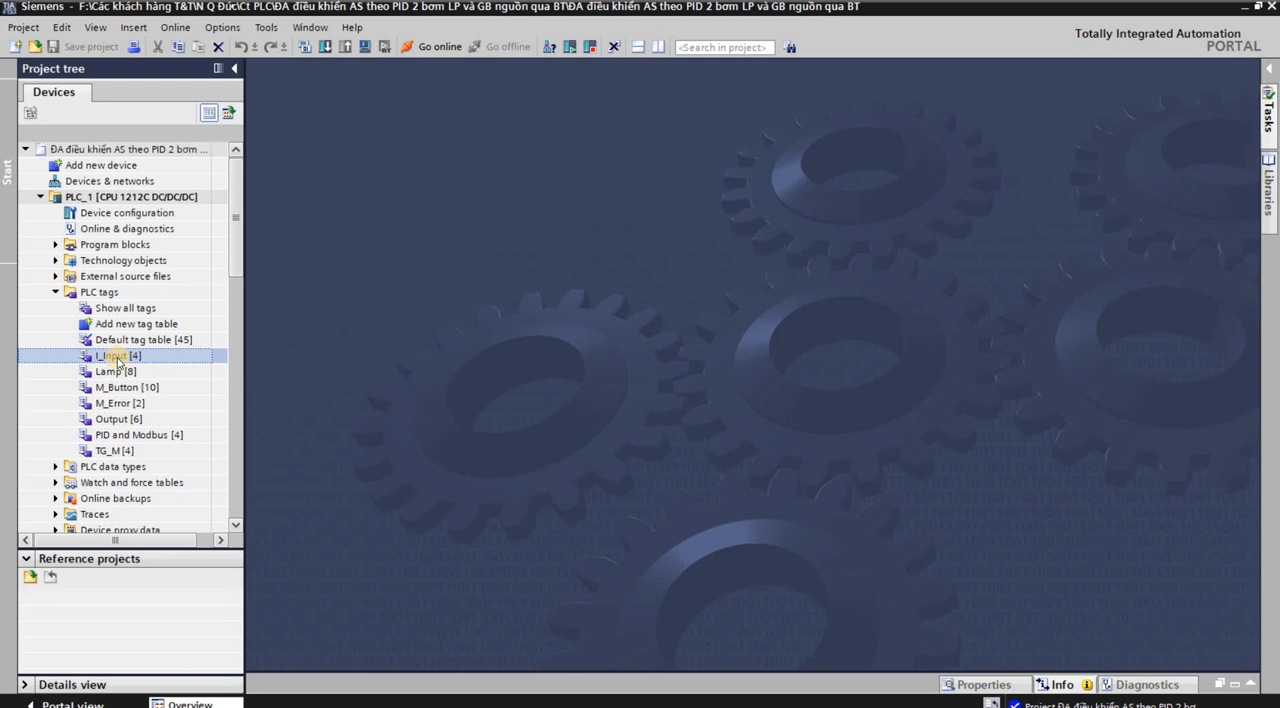 Siemens - F:\Các khách hàng T&T\N Q Đức\Ct PLC\ĐA điều khiển AS theo PID 2 bơm LP và GB nguồn qua BT\ĐA điều khiển AS theo PID 2 bơm LP và GB nguồn qua BT
Project Edit View Insert Online Options Tools Window Help
Totally Integrated Automation
PORTAL
Save project
Go online
Go offline
<Search in project>
Project tree
Devices
Start
ĐA điều khiển AS theo PID 2 bơm ...
Add new device
Devices & networks
PLC_1 [CPU 1212C DC/DC/DC]
Device configuration
Online & diagnostics
Program blocks
Technology objects
External source files
PLC tags
Show all tags
Add new tag table
Default tag table [45]
I_Input [4]
Lamp [8]
M_Button [10]
M_Error [2]
Output [6]
PID and Modbus [4]
TG_M [4]
PLC data types
Watch and force tables
Online backups
Traces
Device proxy data
Reference projects
Details view
Tasks
Libraries
Properties
Info
Diagnostics
Portal view
Overview
Project ĐA điều khiển AS theo PID 2 bơ